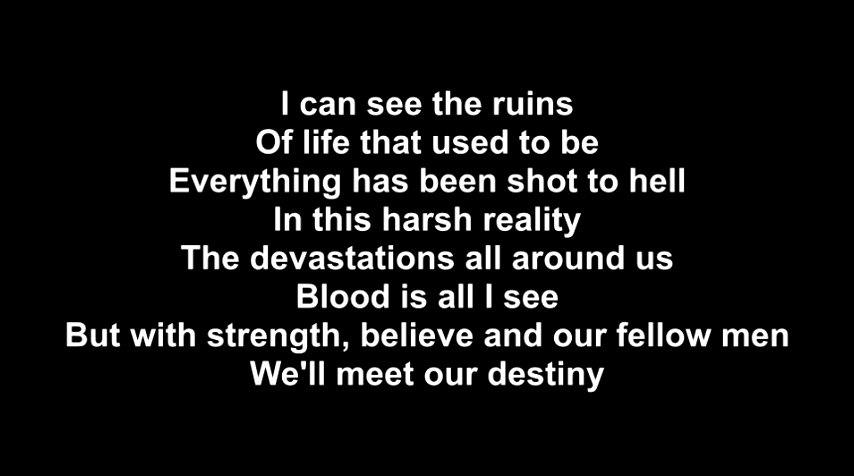 I can see the ruins
Of life that used to be
Everything has been shot to hell
In this harsh reality
The devastations all around us
Blood is all I see
But with strength, believe and our fellow men
We'll meet our destiny